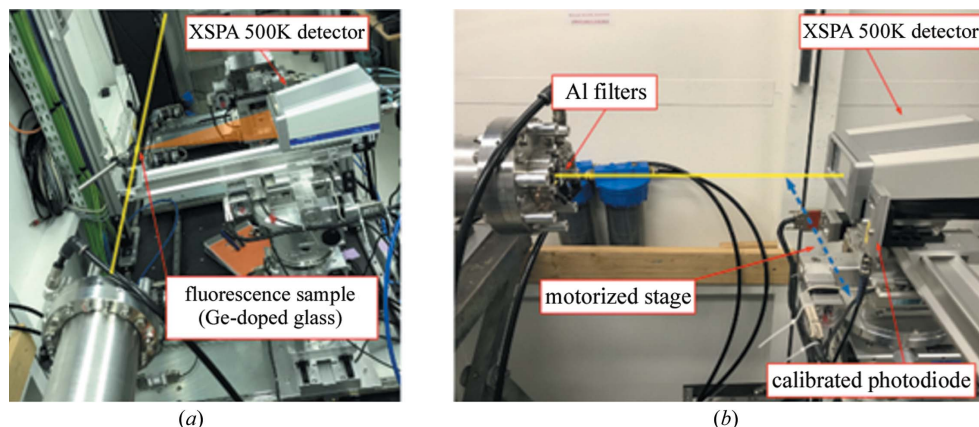 XSPA 500K detector
fluorescence sample
(Ge-doped glass)
(a)
XSPA 500K detector
Al filters
motorized stage
calibrated photodiode
(b)